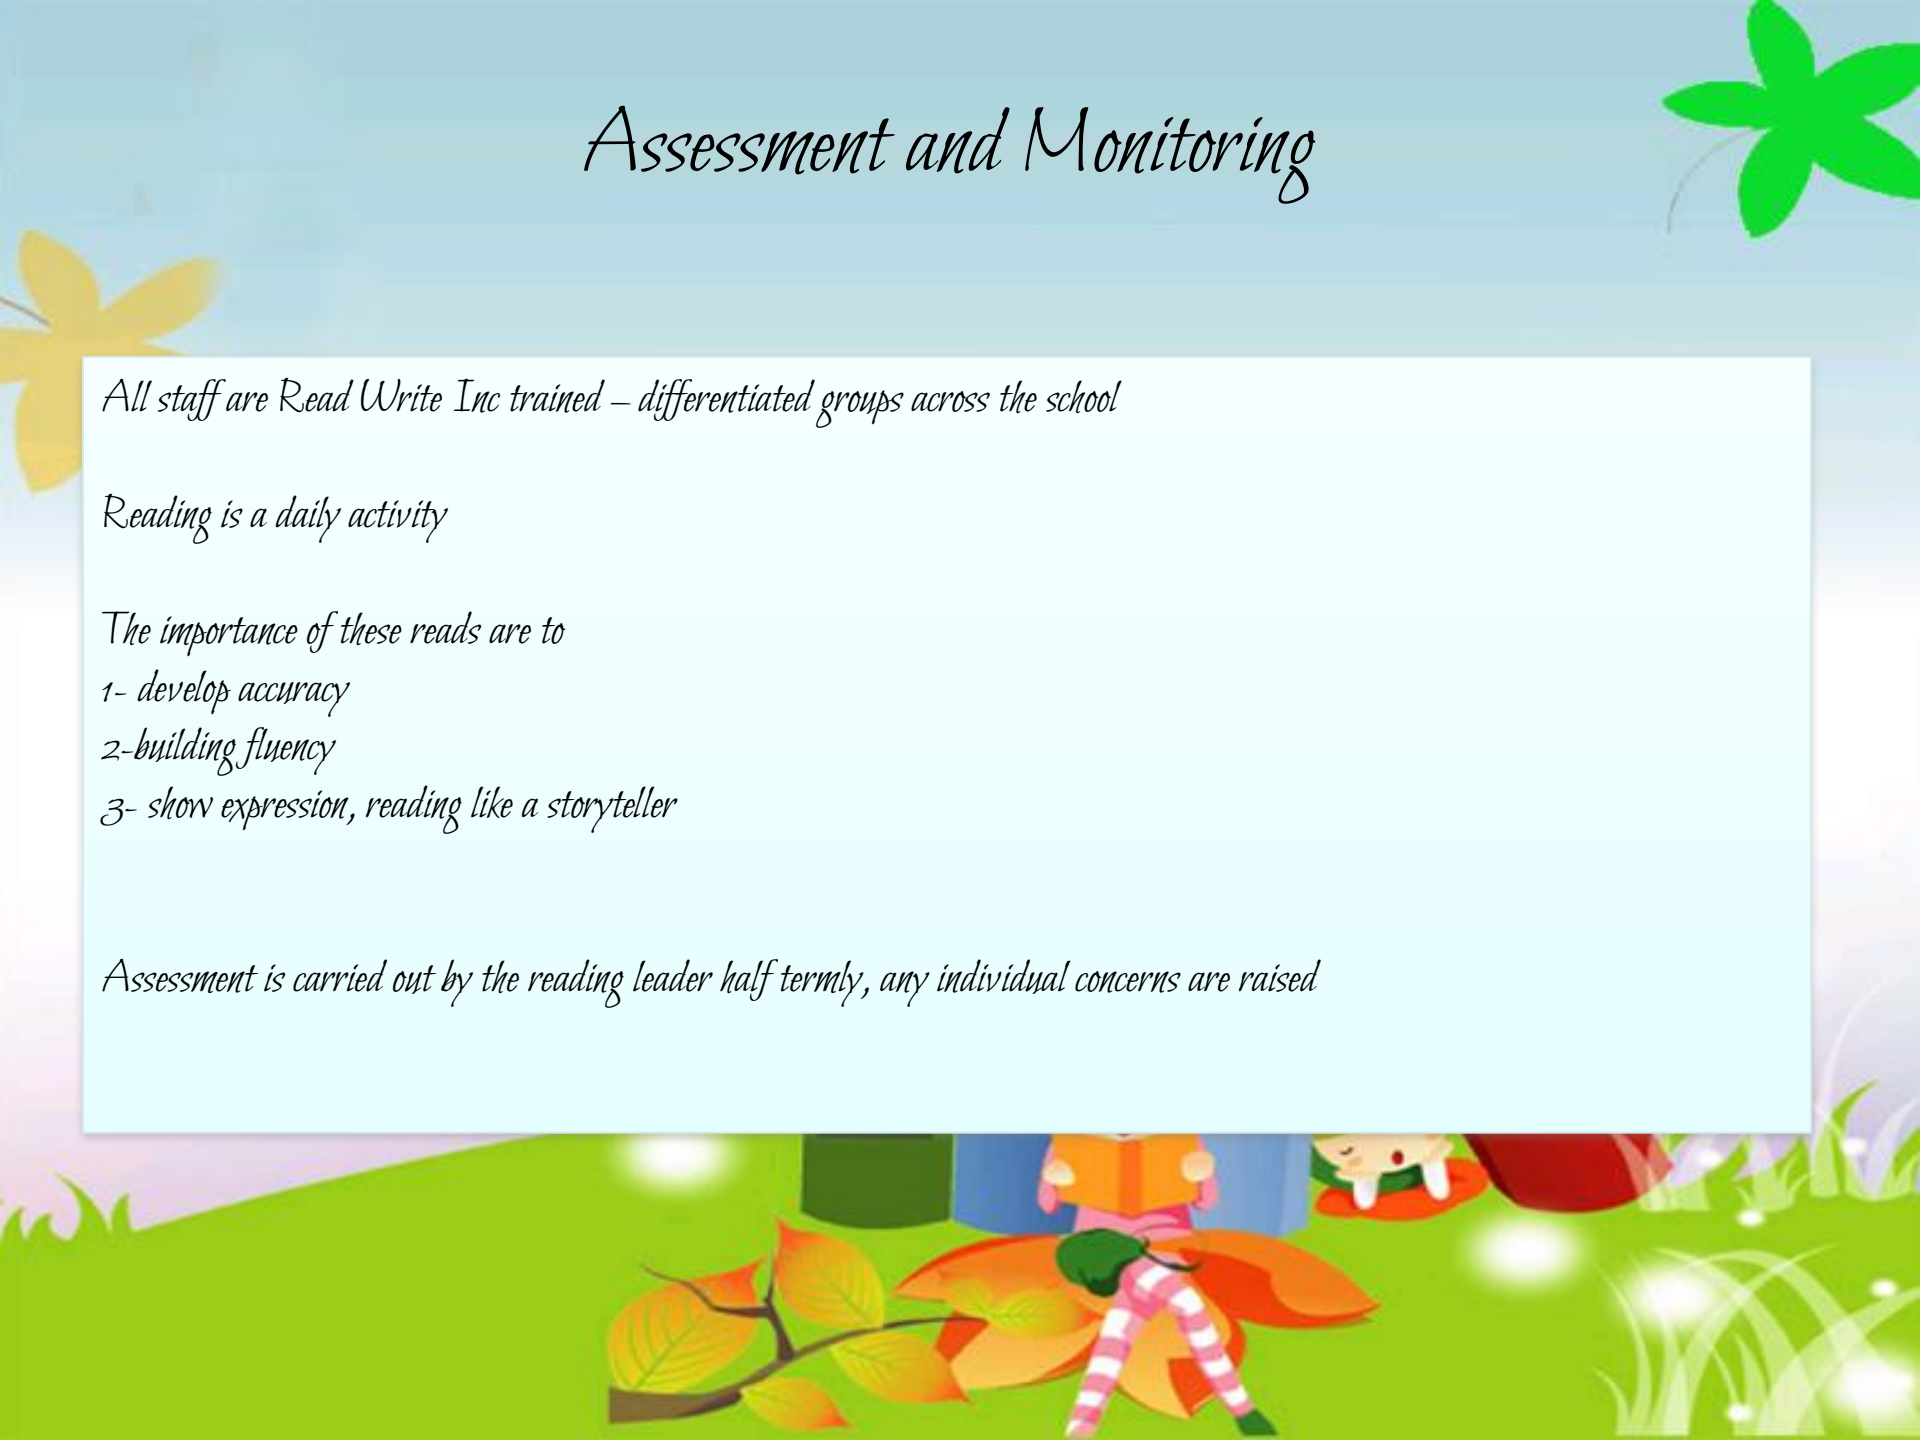 Assessment and Monitoring
All staff are Read Write Inc trained – differentiated groups across the school
Reading is a daily activity
The importance of these reads are to
1- develop accuracy
2-building fluency
3- show expression, reading like a storyteller
Assessment is carried out by the reading leader half termly, any individual concerns are raised